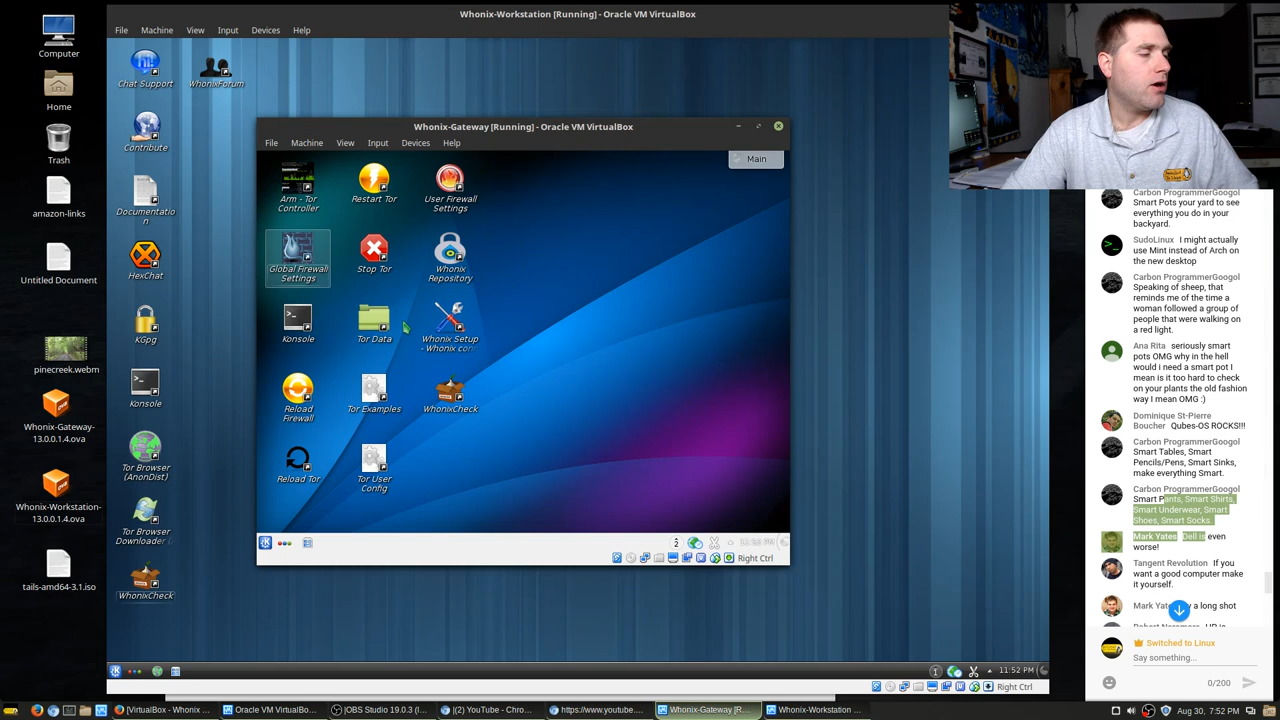 Whonix-Workstation [Running] - Oracle VM VirtualBox
File Machine View Input Devices Help
Computer
Home
Trash
amazon-links
Untitled Document
pinecreek.webm
Whonix-Gateway-
13.0.0.1.4.ova
Whonix-Workstation-
13.0.0.1.4.ova
tails-amd64-3.1.iso
Chat Support
WhonixForum
Contribute
Documentatio
n
HexChat
KGpg
Konsole
Tor Browser
(AnonDist)
Tor Browser
Downloader (
WhonixCheck
Whonix-Gateway [Running] - Oracle VM VirtualBox
File Machine View Input Devices Help
Main
Arm - Tor
Controller
Restart Tor
User Firewall
Settings
Global Firewall
Settings
Stop Tor
Whonix
Repository
Konsole
Tor Data
Whonix Setup
- Whonix con
Reload
Firewall
Tor Examples
WhonixCheck
Reload Tor
Tor User
Config
2
Right Ctrl
1 11:52 PM
Right Ctrl
Carbon ProgrammerGoogol
Smart Pots your yard to see
everything you do in your
backyard.
SudoLinux I might actually
use Mint instead of Arch on
the new desktop
Carbon ProgrammerGoogol
Speaking of sheep, that
reminds me of the time a
woman followed a group of
people that were walking on
a red light.
Ana Rita seriously smart
pots OMG why in the hell
would i need a smart pot I
mean is it too hard to check
on your plants the old fashion
way I mean OMG :)
Dominique St-Pierre
Boucher Qubes-OS ROCKS!!!
Carbon ProgrammerGoogol
Smart Tables, Smart
Pencils/Pens, Smart Sinks,
make everything Smart.
Carbon ProgrammerGoogol
Smart Pants, Smart Shirts,
Smart Underwear, Smart
Shoes, Smart Socks.
Mark Yates Dell is even
worse!
Tangent Revolution If you
want a good computer make
it yourself.
a long shot
Switched to Linux
Say something...
0/200
[VirtualBox - Whonix ...
Oracle VM VirtualBo...
[OBS Studio 19.0.3 (l...
((2) YouTube - Chro...
https://www.youtube...
Whonix-Gateway [R...
Whonix-Workstation ...
Aug 30, 7:52 PM